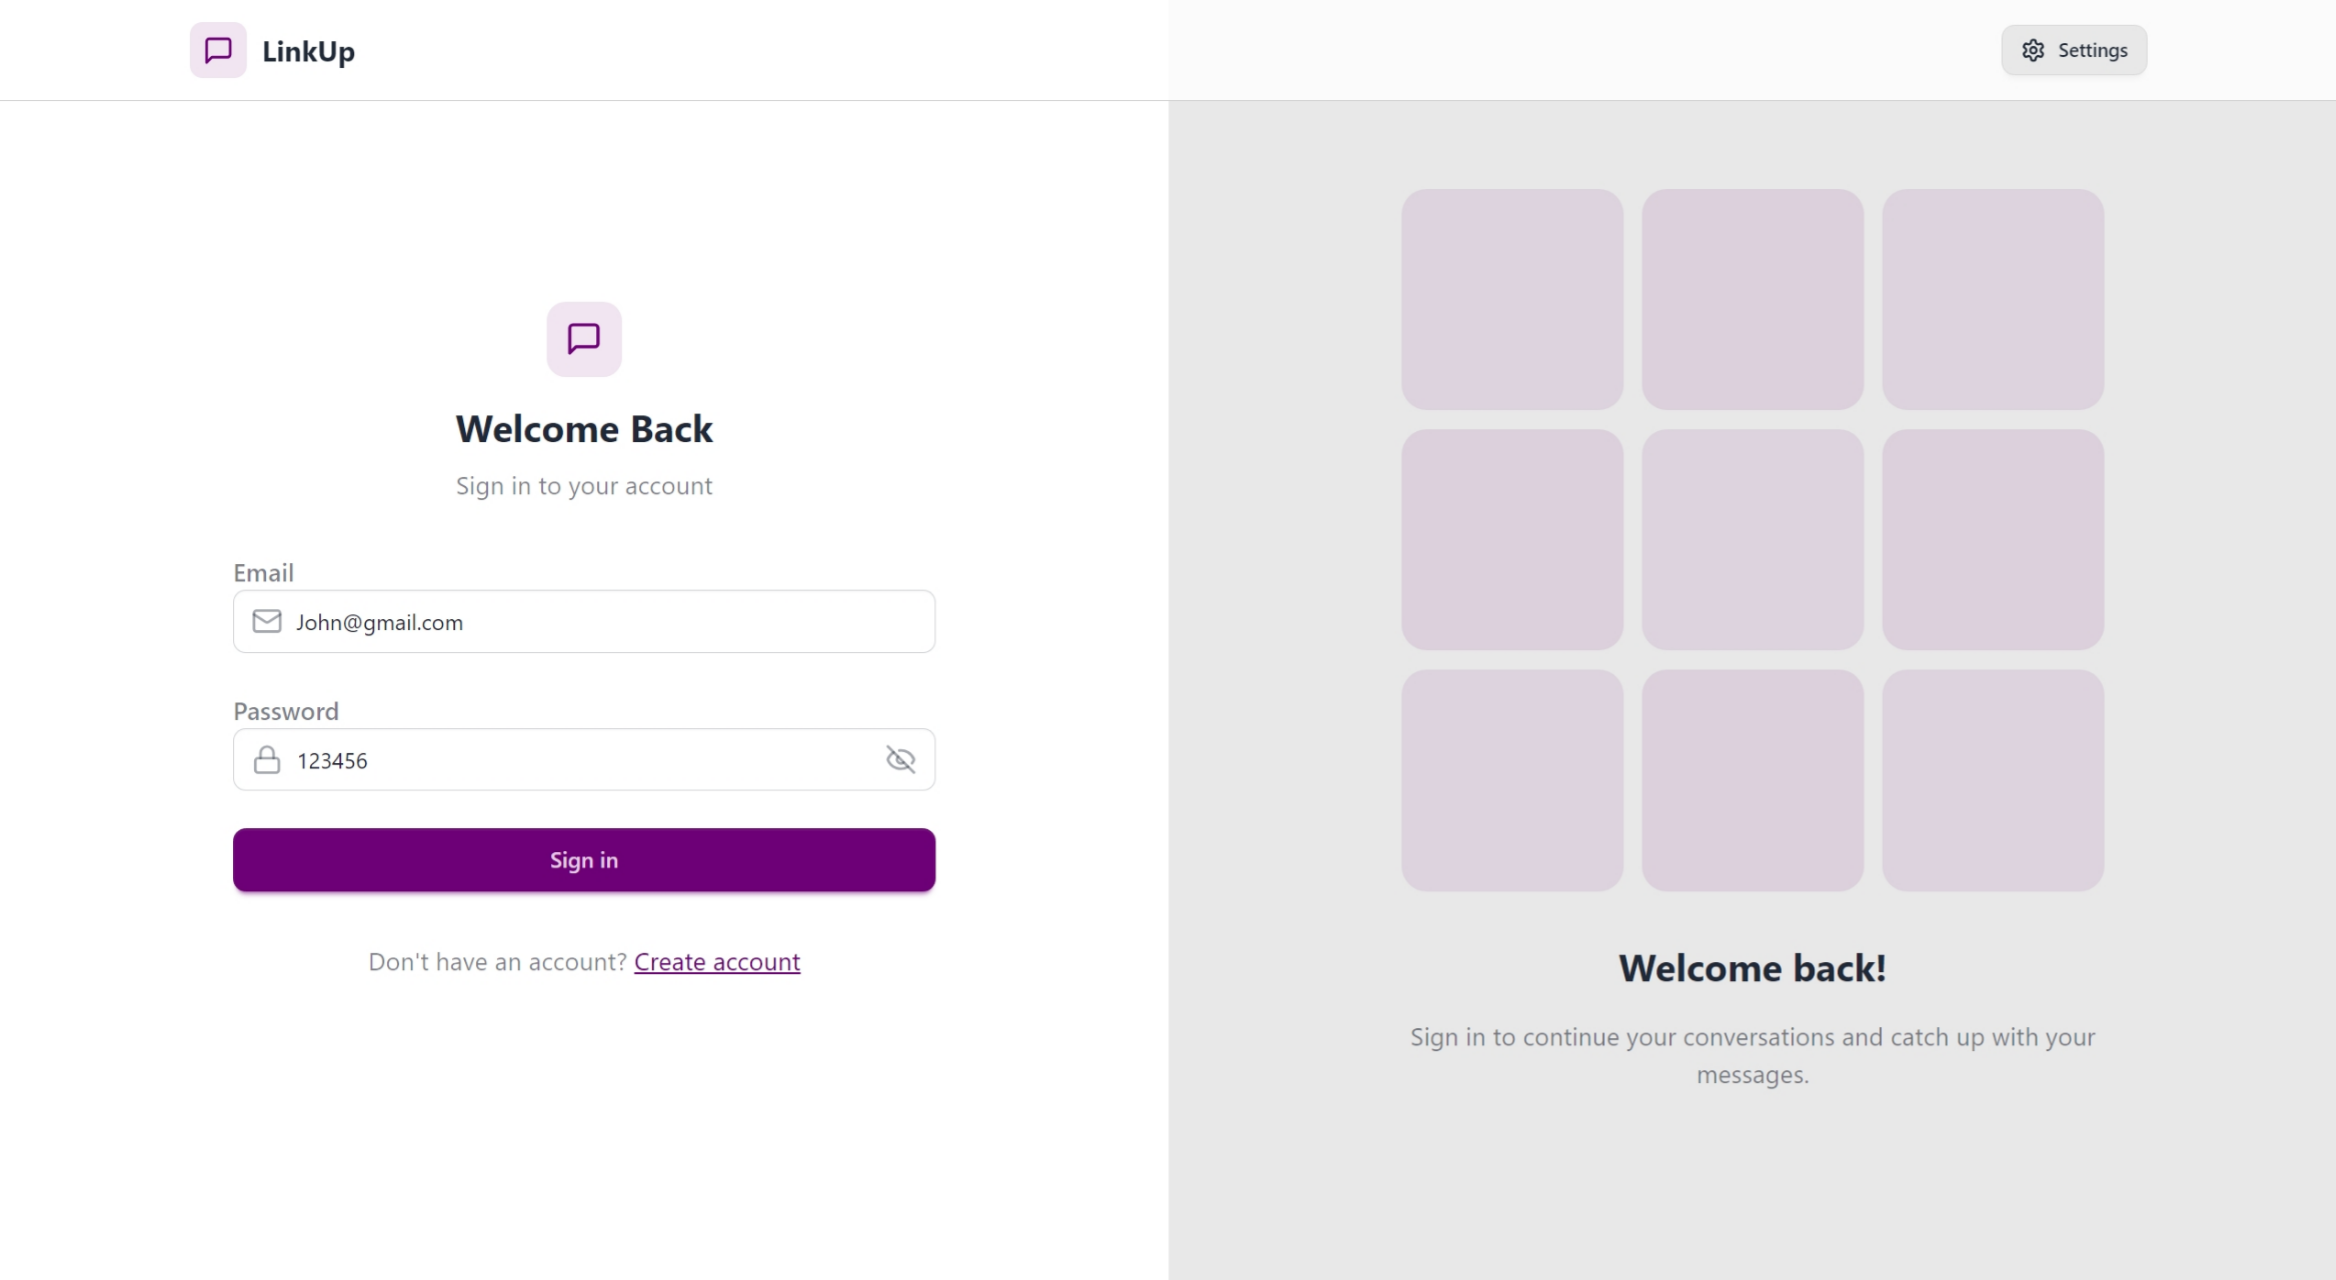 LinkUp
Settings
Welcome Back
Sign in to your account
Email
John@gmail.com
Password
123456
Sign in
Don't have an account? Create account
Welcome back!
Sign in to continue your conversations and catch up with your
messages.